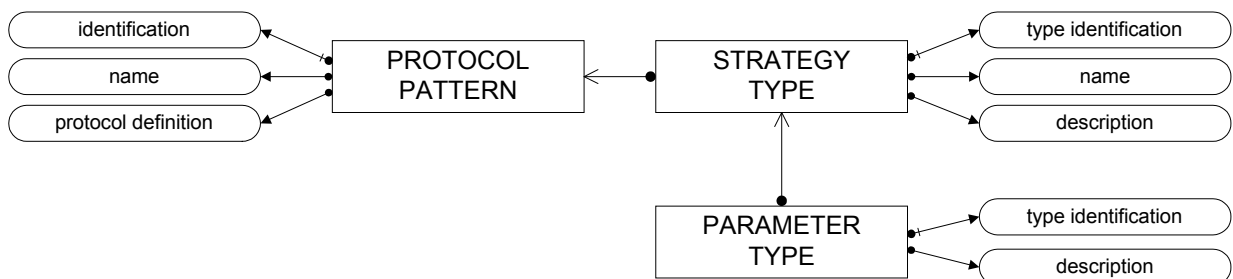 identification
name
protocol definition
PROTOCOL
PATTERN
STRATEGY
TYPE
type identification
name
description
PARAMETER
TYPE
type identification
description